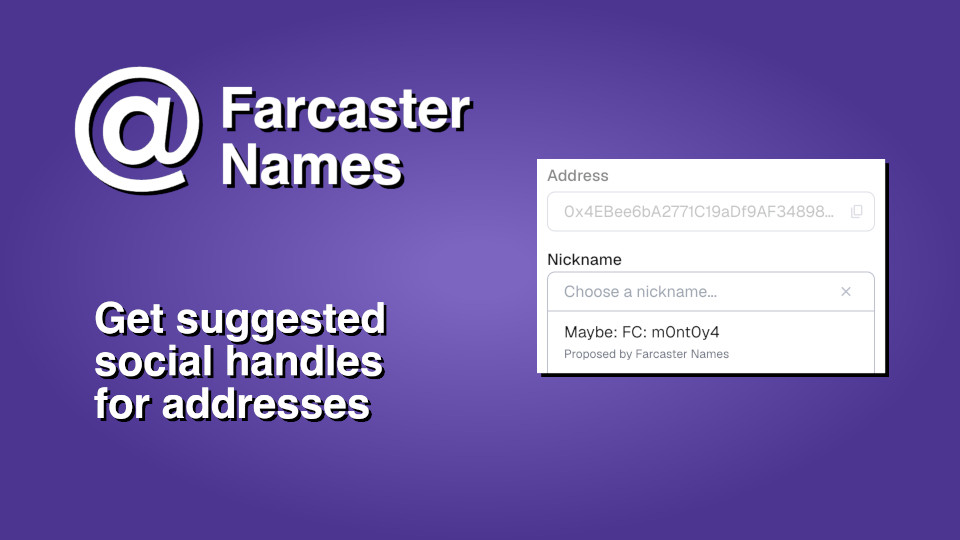 @
Farcaster
Names
Get suggested
social handles
for addresses
Address
0x4EBee6bA2771C19aDf9AF34898...
Nickname
Choose a nickname...
Maybe: FC: m0nt0y4
Proposed by Farcaster Names